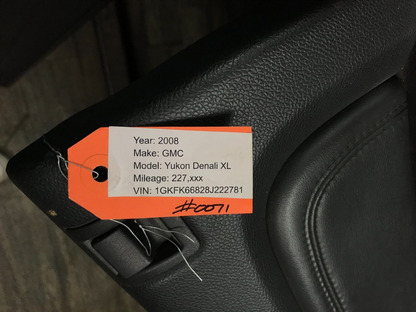 Year: 2008
Make: GMC
Model: Yukon Denali XL
Mileage: 227,xxx
VIN: 1GKFK66828J222781
#0071